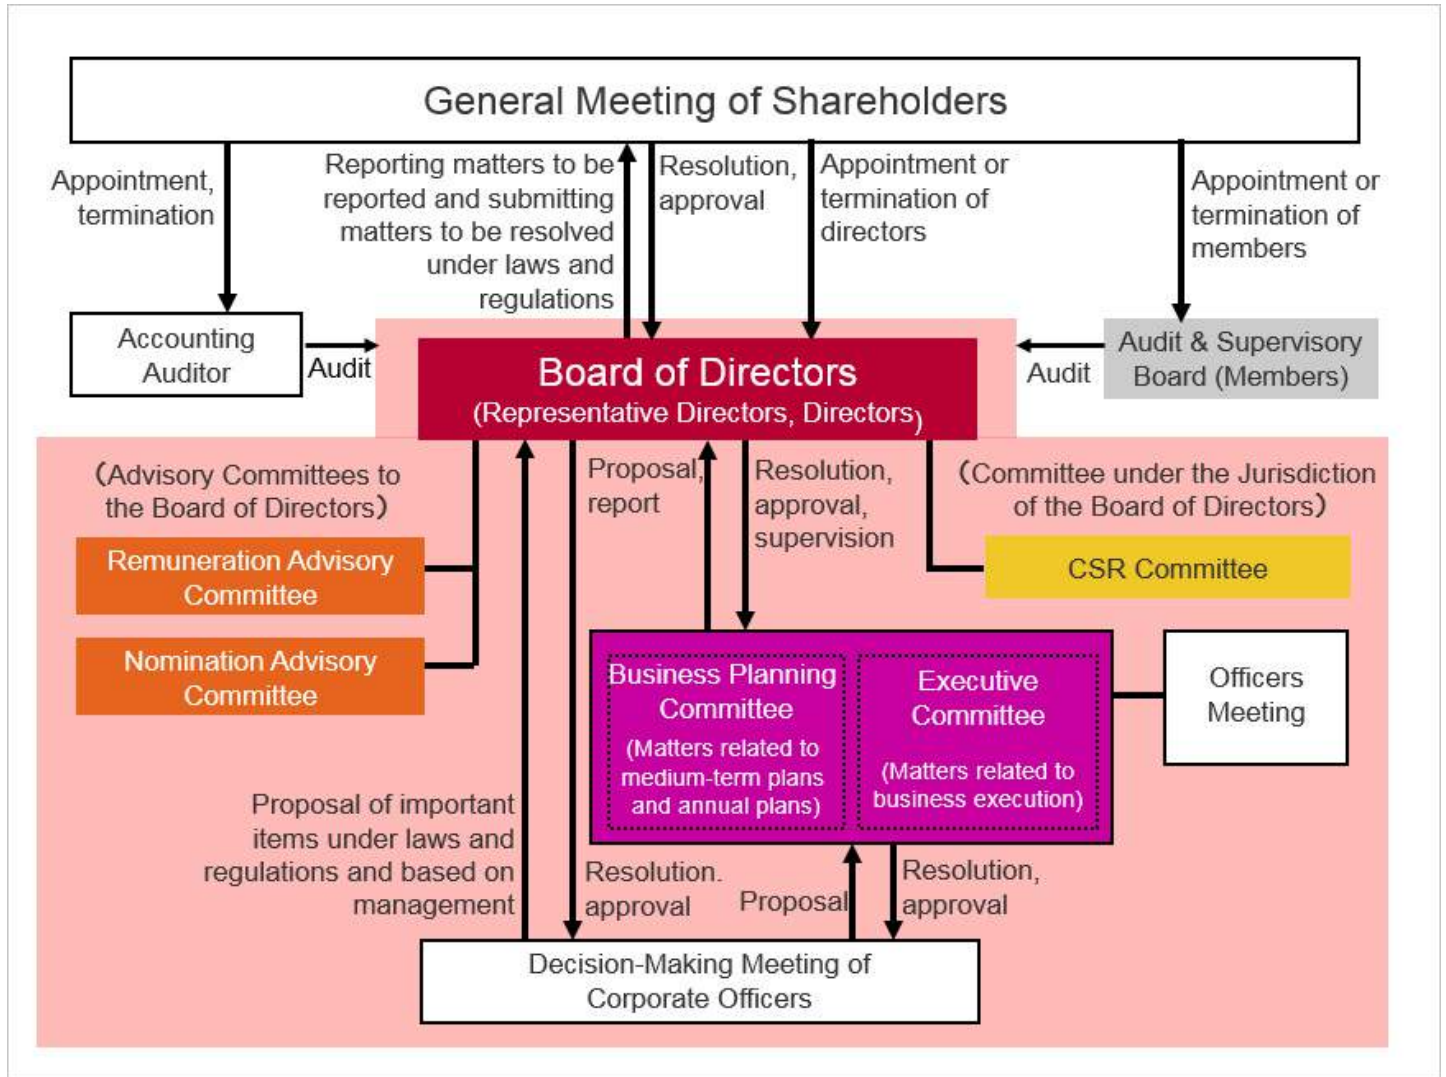 General Meeting of Shareholders
Appointment,
termination
Reporting matters to be
reported and submitting
matters to be resolved
under laws and
regulations
Resolution,
approval
Appointment or
termination of
directors
Appointment or
termination of
members
Accounting
Auditor
Audit
Board of Directors
(Representative Directors, Directors)
Audit
Audit & Supervisory
Board (Members)
(Advisory Committees to
the Board of Directors)
Remuneration Advisory
Committee
Nomination Advisory
Committee
Proposal,
report
Resolution,
approval,
supervision
(Committee under the Jurisdiction
of the Board of Directors)
CSR Committee
Business Planning
Committee
(Matters related to
medium-term plans
and annual plans)
Executive
Committee
(Matters related to
business execution)
Officers
Meeting
Proposal of important
items under laws and
regulations and based on
management
Resolution.
approval
Proposal
Resolution,
approval
Decision-Making Meeting of
Corporate Officers